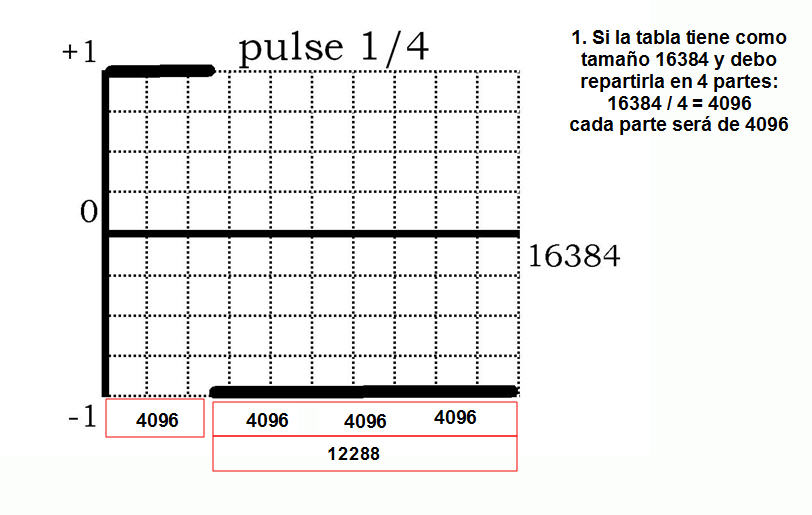 +1
pulse 1/4
1. Si la tabla tiene como
tamaño 16384 y debo
repartirla en 4 partes:
16384 / 4 = 4096
cada parte será de 4096
0
16384
-1
4096
4096
4096
4096
12288